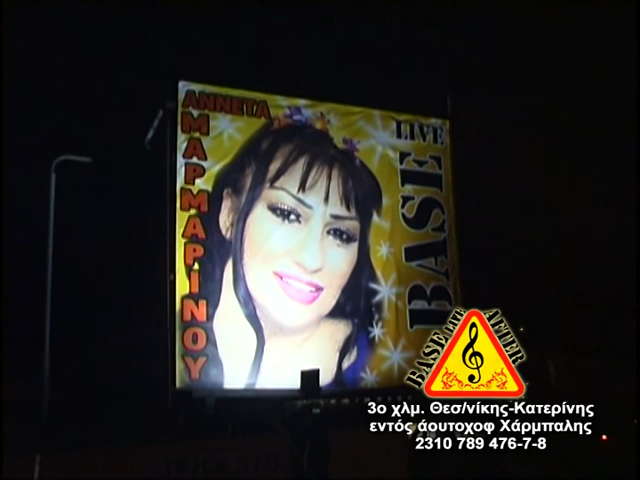 ΑΝΝΕΤΑ
ΜΑΡΜΑΡΙΝΟΥ
LIVE
BASE
BASE LIVE AFTER
3ο χλμ. Θεσ/νίκης-Κατερίνης
εντός άουτοχοφ Χάρμπαλης
2310 789 476-7-8